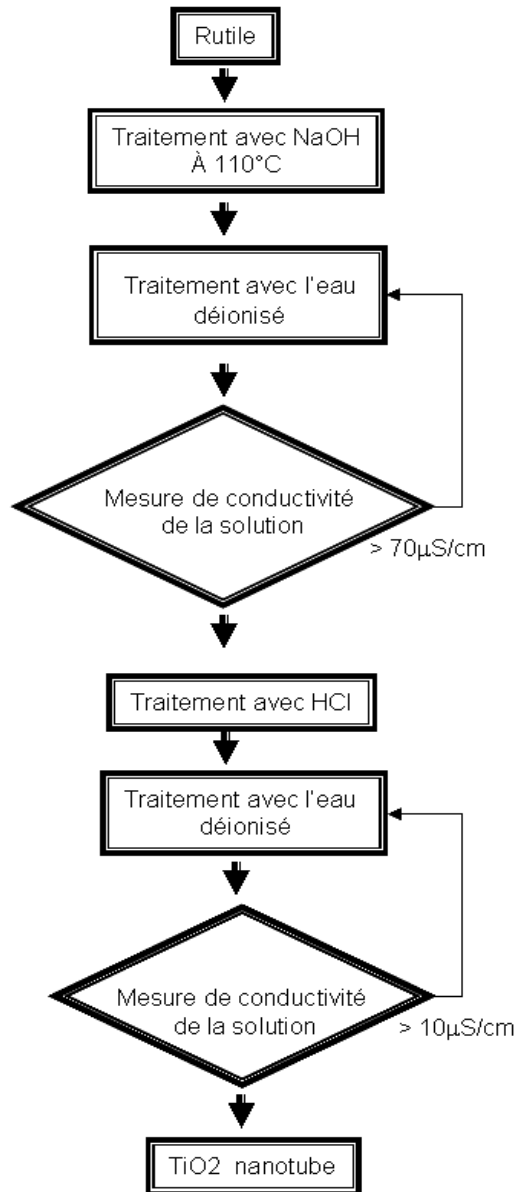 Rutile
Traitement avec NaOH
À 110°C
Traitement avec l'eau
déionisé
Mesure de conductivité
de la solution
> 70µS/cm
Traitement avec HCl
Traitement avec l'eau
déionisé
Mesure de conductivité
de la solution
> 10µS/cm
TiO2 nanotube